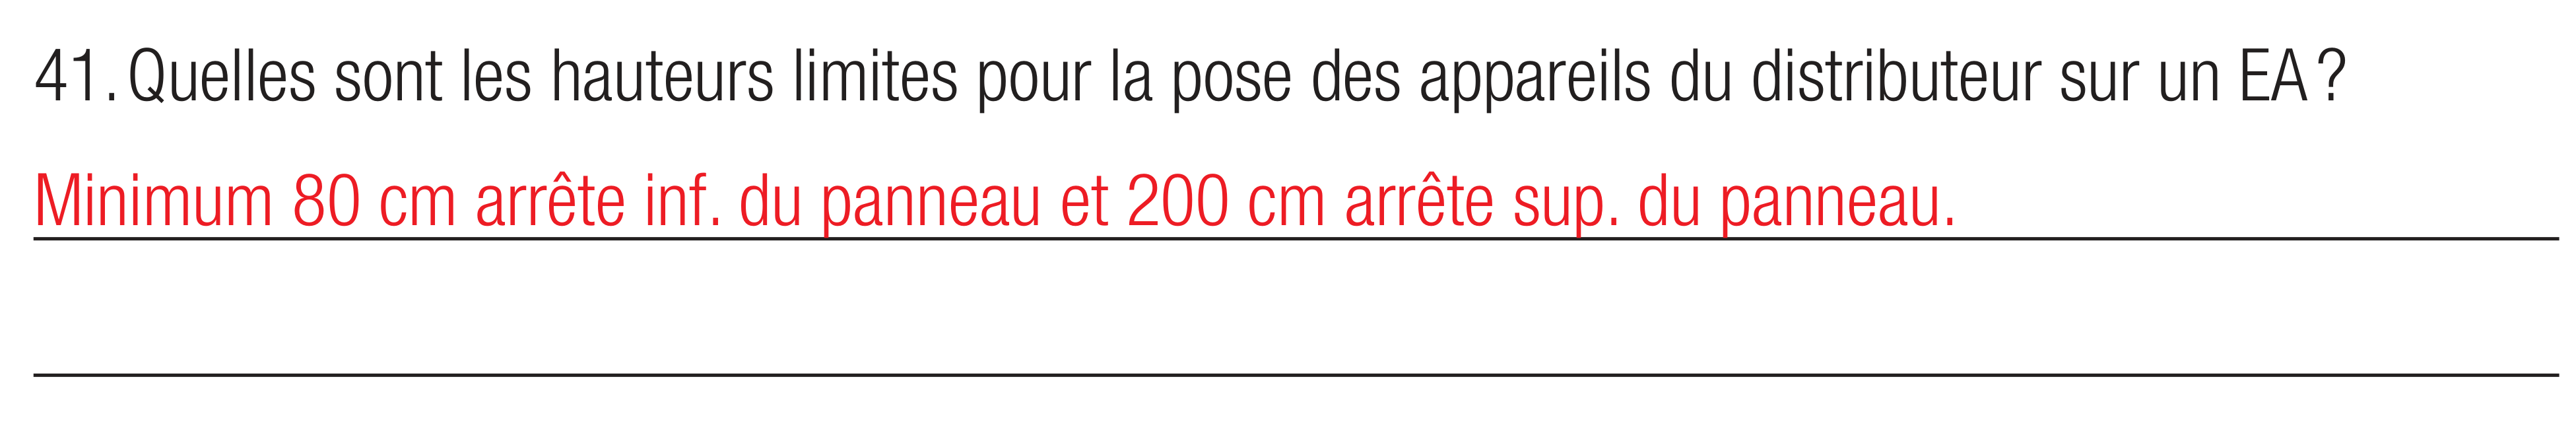 41. Quelles sont les hauteurs limites pour la pose des appareils du distributeur sur un EA ?
Minimum 80 cm arrête inf. du panneau et 200 cm arrête sup. du panneau.